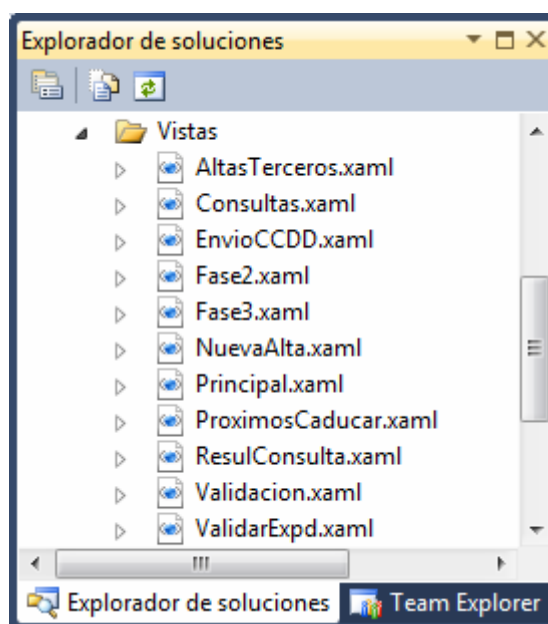 Explorador de soluciones
Vistas
AltasTerceros.xaml
Consultas.xaml
EnvioCCDD.xaml
Fase2.xaml
Fase3.xaml
NuevaAlta.xaml
Principal.xaml
ProximosCaducar.xaml
ResulConsulta.xaml
Validacion.xaml
ValidarExpd.xaml
Explorador de soluciones Team Explorer